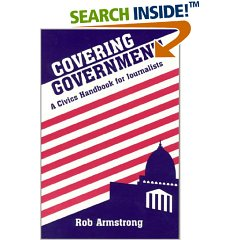 SEARCH INSIDE!™
COVERING
GOVERNMENT
A Civics Handbook for Journalists
Rob Armstrong